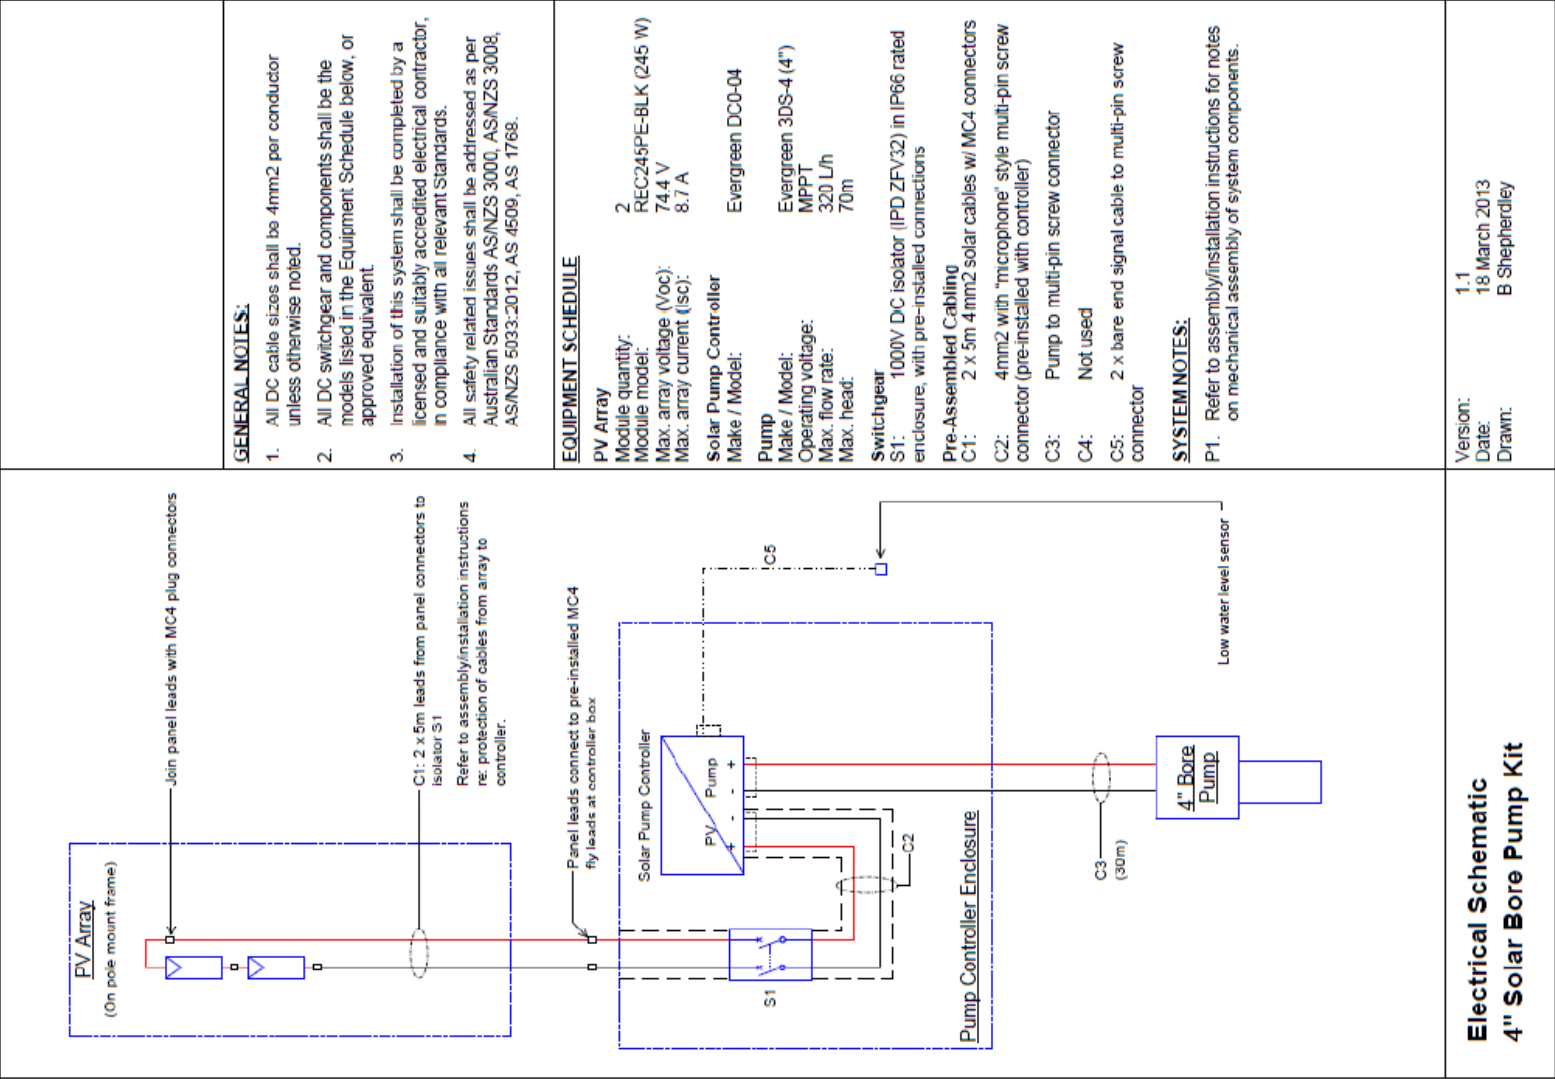 PV Array
(On pole mount frame)
Join panel leads with MC4 plug connectors
C1: 2 x 5m leads from panel connectors to
isolator S1
Refer to assembly/installation instructions
re: protection of cables from array to
controller.
Panel leads connect to pre-installed MC4
fly leads at controller box
Solar Pump Controller
PV
Pump
+
-
-
+
S1
C2
C5
Pump Controller Enclosure
C3
(30m)
4" Bore
Pump
Low water level sensor
GENERAL NOTES:
1. All DC cable sizes shall be 4mm2 per conductor
unless otherwise noted.
2. All DC switchgear and components shall be the
models listed in the Equipment Schedule below, or
approved equivalent.
3. Installation of this system shall be completed by a
licensed and suitably accredited electrical contractor,
in compliance with all relevant Standards.
4. All safety related issues shall be addressed as per
Australian Standards AS/NZS 3000, AS/NZS 3008,
AS/NZS 5033:2012, AS 4509, AS 1768.
EQUIPMENT SCHEDULE
PV Array
Module quantity: 2
Module model: REC245PE-BLK (245 W)
Max. array voltage (Voc): 74.4 V
Max. array current (Isc): 8.7 A
Solar Pump Controller
Make / Model: Evergreen DC0-04
Pump
Make / Model: Evergreen 3DS-4 (4")
Operating voltage: MPPT
Max. flow rate: 320 L/h
Max. head: 70m
Switchgear
S1: 1000V DC isolator (IPD ZFV32) in IP66 rated
enclosure, with pre-installed connections
Pre-Assembled Cabling
C1: 2 x 5m 4mm2 solar cables w/ MC4 connectors
C2: 4mm2 with "microphone" style multi-pin screw
connector (pre-installed with controller)
C3: Pump to multi-pin screw connector
C4: Not used
C5: 2 x bare end signal cable to multi-pin screw
connector
SYSTEM NOTES:
P1. Refer to assembly/installation instructions for notes
on mechanical assembly of system components.
Electrical Schematic
4" Solar Bore Pump Kit
Version: 1.1
Date: 18 March 2013
Drawn: B Shepherdley